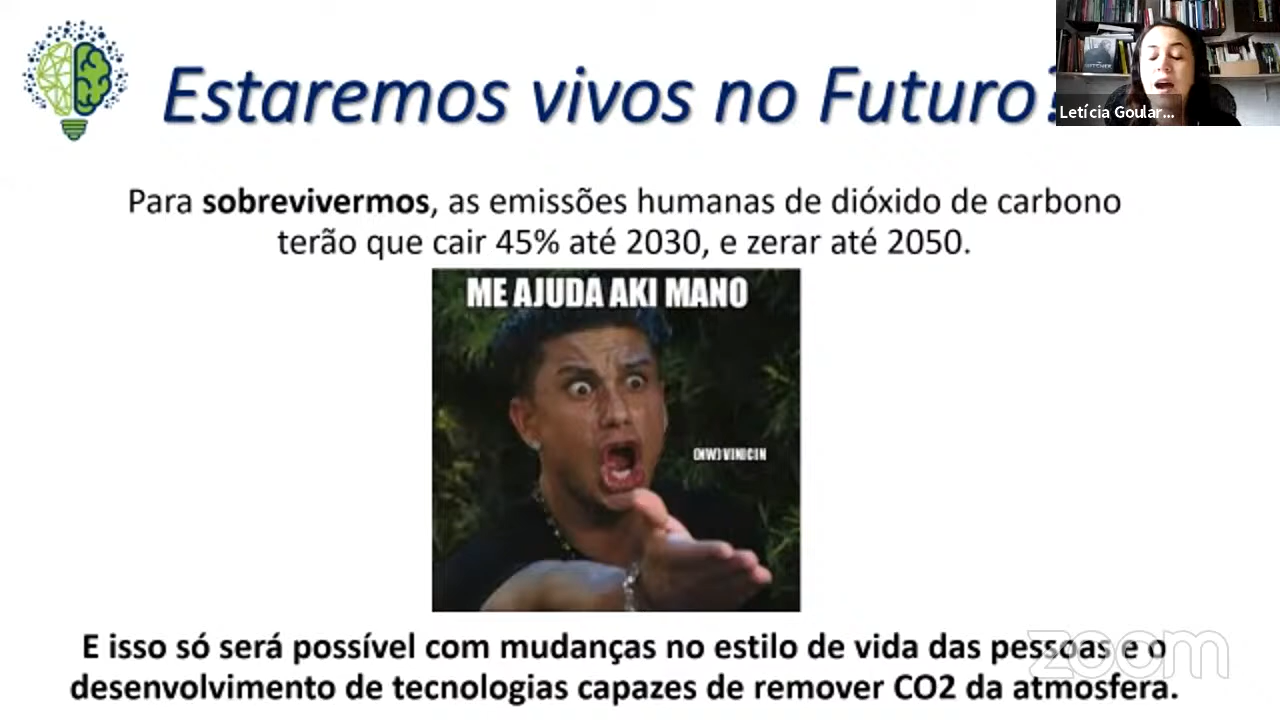 Estaremos vivos no Futuro?
Letícia Goular...
Para sobrevivermos, as emissões humanas de dióxido de carbono
terão que cair 45% até 2030, e zerar até 2050.
ME AJUDA AKI MANO
(NW)VINICIN
E isso só será possível com mudanças no estilo de vida das pessoas e o
desenvolvimento de tecnologias capazes de remover CO2 da atmosfera.
zoom